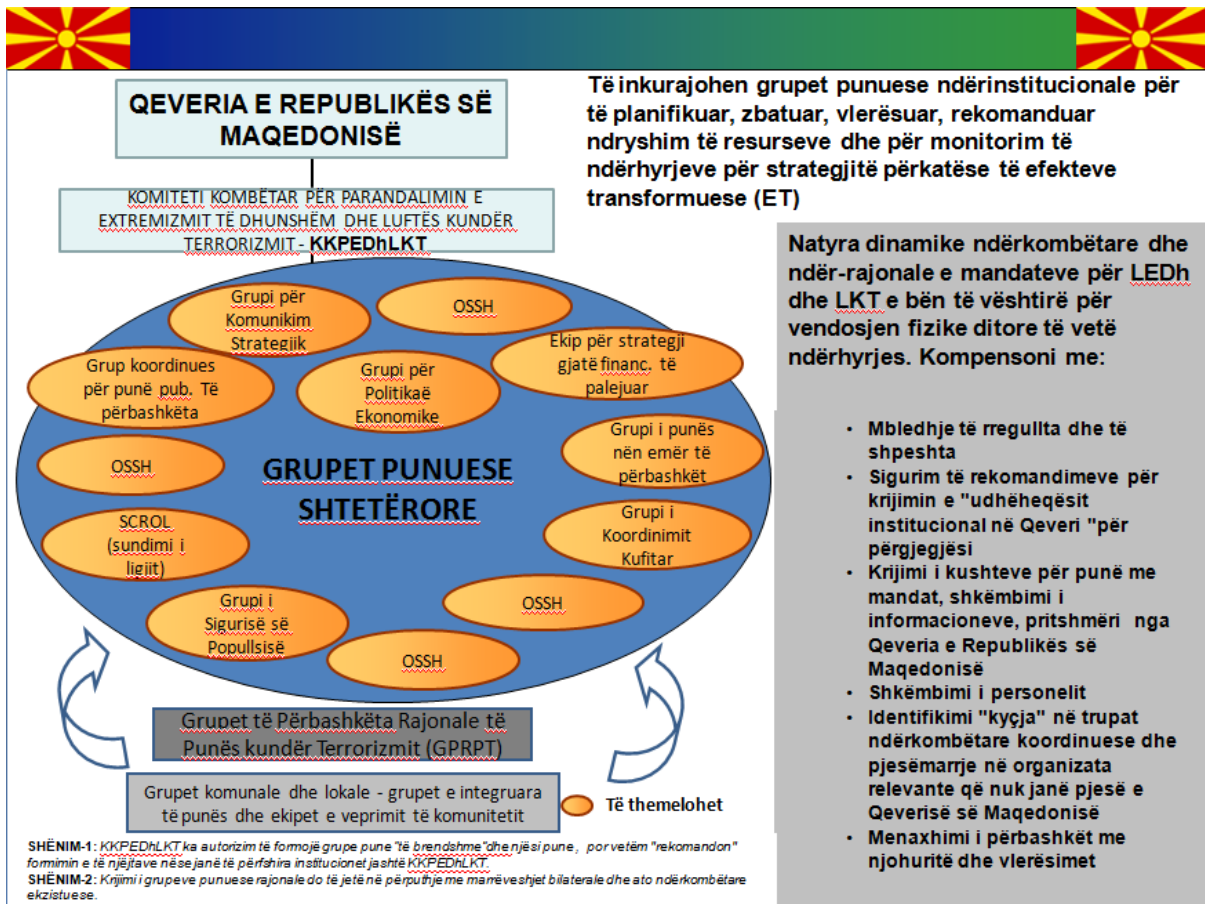 QEVERIA E REPUBLIKËS SË
MAQEDONISË
Të inkurajohen grupet punuese ndërinstitucionale për
të planifikuar, zbatuar, vlerësuar, rekomanduar
ndryshim të resurseve dhe për monitorim të
ndërhyrjeve për strategjitë përkatëse të efekteve
transformuese (ET)
KOMITETI KOMBËTAR PËR PARANDALIMIN E
EXTREMIZMIT TË DHUNSHËM DHE LUFTËS KUNDËR
TERRORIZMIT - KKPEDhLKT
Grupi për
Komunikim
Strategjik
OSSH
Ekip për strategji
gjatë financ. të
palejuar
Grup koordinues
për punë pub. Të
përbashkëta
Grupi për
Politikaë
Ekonomike
Grupi i punës
nën emër të
përbashkët
OSSH
GRUPET PUNUESE
SHTETËRORE
SCROL
(sundimi i
ligjit)
Grupi i
Koordinimit
Kufitar
Grupi i
Sigurisë së
Popullsisë
OSSH
OSSH
Grupet të Përbashkëta Rajonale të
Punës kundër Terrorizmit (GPRPT)
Grupet komunale dhe lokale - grupet e integruara
të punës dhe ekipet e veprimit të komunitetit
Të themelohet
Natyra dinamike ndërkombëtare dhe
ndër-rajonale e mandateve për LEDh
dhe LKT e bën të vështirë për
vendosjen fizike ditore të vetë
ndërhyrjes. Kompensoni me:
• Mbledhje të rregullta dhe të
shpeshta
• Sigurim të rekomandimeve për
krijimin e "udhëheqësit
institucional në Qeveri "për
përgjegjësi
• Krijimi i kushteve për punë me
mandat, shkëmbimi i
informacioneve, pritshmëri nga
Qeveria e Republikës së
Maqedonisë
• Shkëmbimi i personelit
• Identifikimi "kyçja" në trupat
ndërkombëtare koordinuese dhe
pjesëmarrje në organizata
relevante që nuk janë pjesë e
Qeverisë së Maqedonisë
• Menaxhimi i përbashkët me
njohuritë dhe vlerësimet
SHËNIM-1: KKPEDhLKT ka autorizim të formojë grupe pune "të brendshme"dhe njësi pune , por vetëm "rekomandon"
formimin e të njëjtave nëse janë të përfshira institucionet jashtë KKPEDhLKT.
SHËNIM-2: Krijimi i grupeve punuese rajonale do të jetë në përputhje me marrëveshjet bilaterale dhe ato ndërkombëtare
ekzistuese.